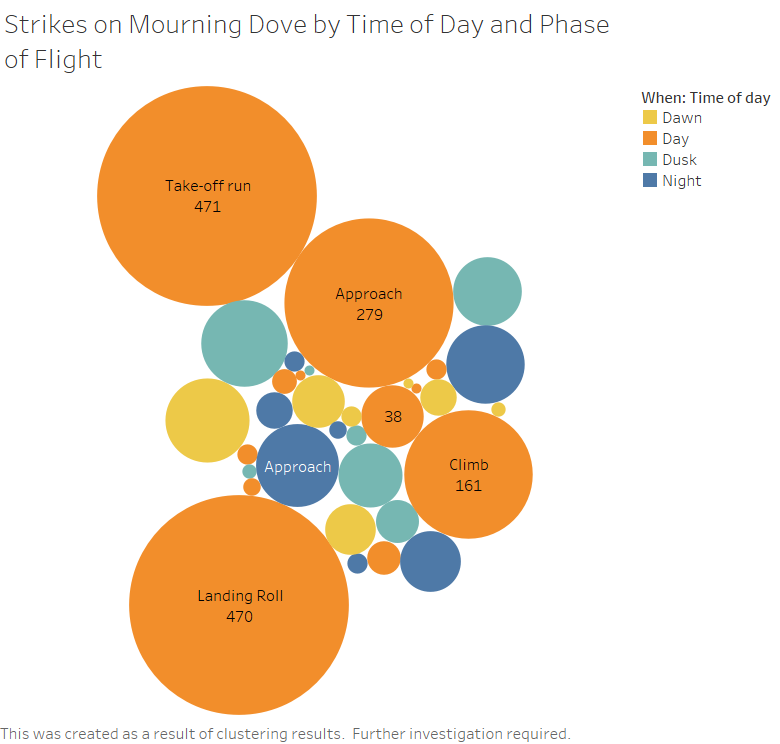 Strikes on Mourning Dove by Time of Day and Phase
of Flight
When: Time of day
Dawn
Day
Dusk
Night
Take-off run
471
Approach
279
38
Approach
Climb
161
Landing Roll
470
This was created as a result of clustering results.  Further investigation required.